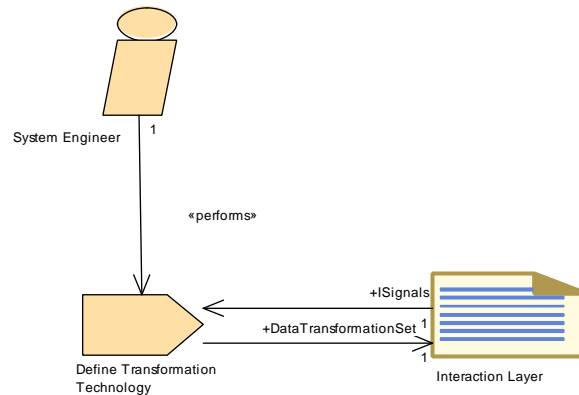 1
System Engineer
«performs»
+ISignals
1
+DataTransformationSet
1
Define Transformation
Technology
Interaction Layer